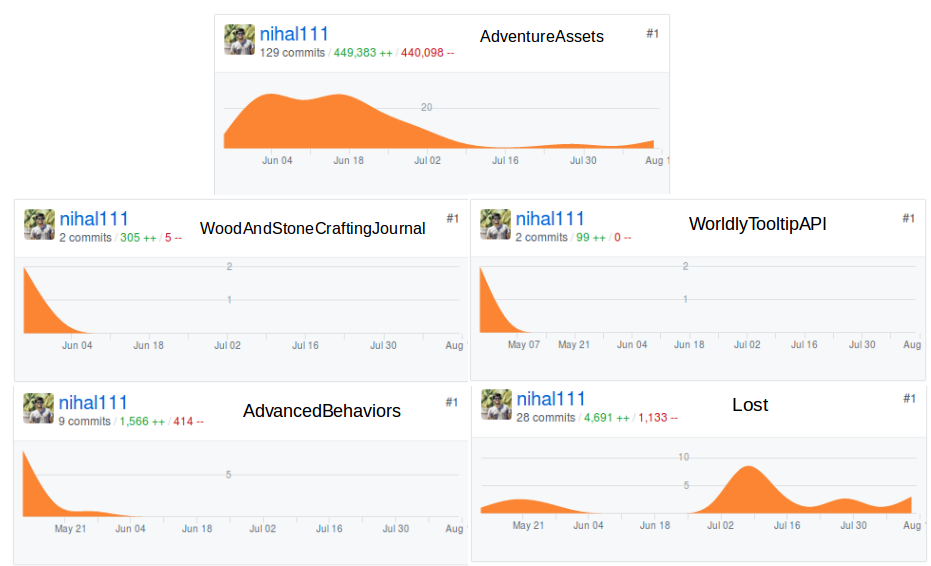 nihal111 AdventureAssets #1
129 commits / 449,383 ++ / 440,098 --
20
Jun 04 Jun 18 Jul 02 Jul 16 Jul 30 Aug 1
nihal111 WoodAndStoneCraftingJournal #1
2 commits / 305 ++ / 5 --
2
1
Jun 04 Jun 18 Jul 02 Jul 16 Jul 30 Aug
nihal111 WorldlyTooltipAPI #1
2 commits / 99 ++ / 0 --
2
1
May 07 May 21 Jun 04 Jun 18 Jul 02 Jul 16 Jul 30 Aug
nihal111 AdvancedBehaviors #1
9 commits / 1,566 ++ / 414 --
5
May 21 Jun 04 Jun 18 Jul 02 Jul 16 Jul 30 Aug
nihal111 Lost #1
28 commits / 4,691 ++ / 1,133 --
10
5
May 21 Jun 04 Jun 18 Jul 02 Jul 16 Jul 30 Aug